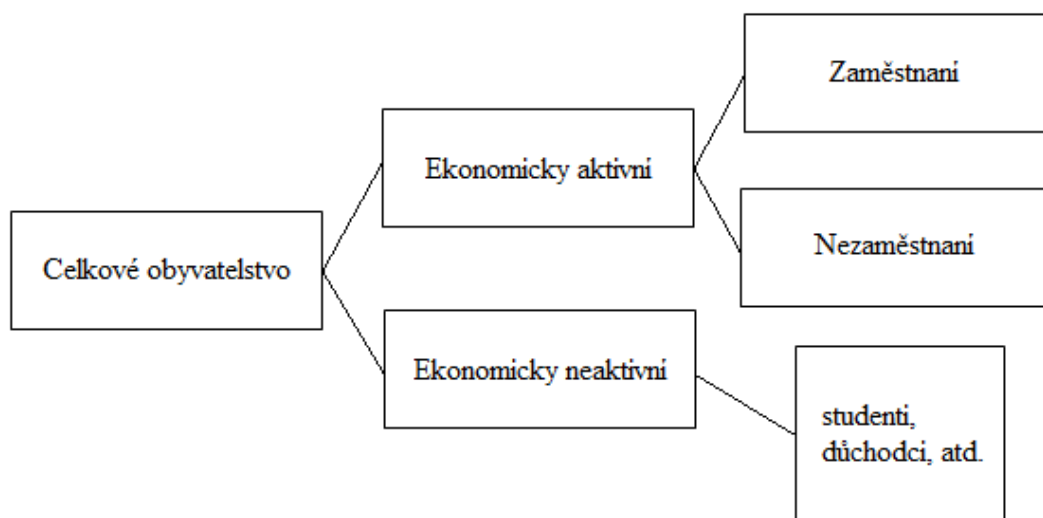 Celkové obyvatelstvo
Ekonomicky aktivní
Zaměstnaní
Nezaměstnaní
Ekonomicky neaktivní
studenti,
důchodci, atd.